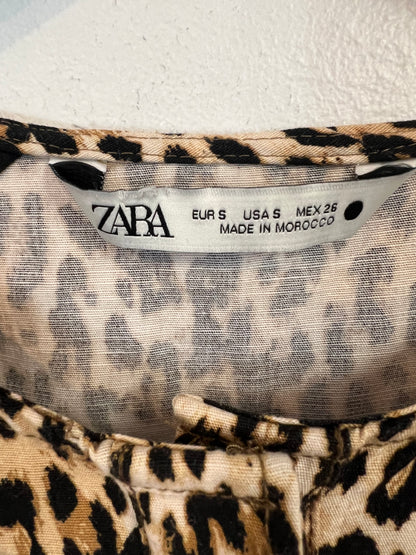 ZARA
EUR S USA S MEX 26
MADE IN MOROCCO